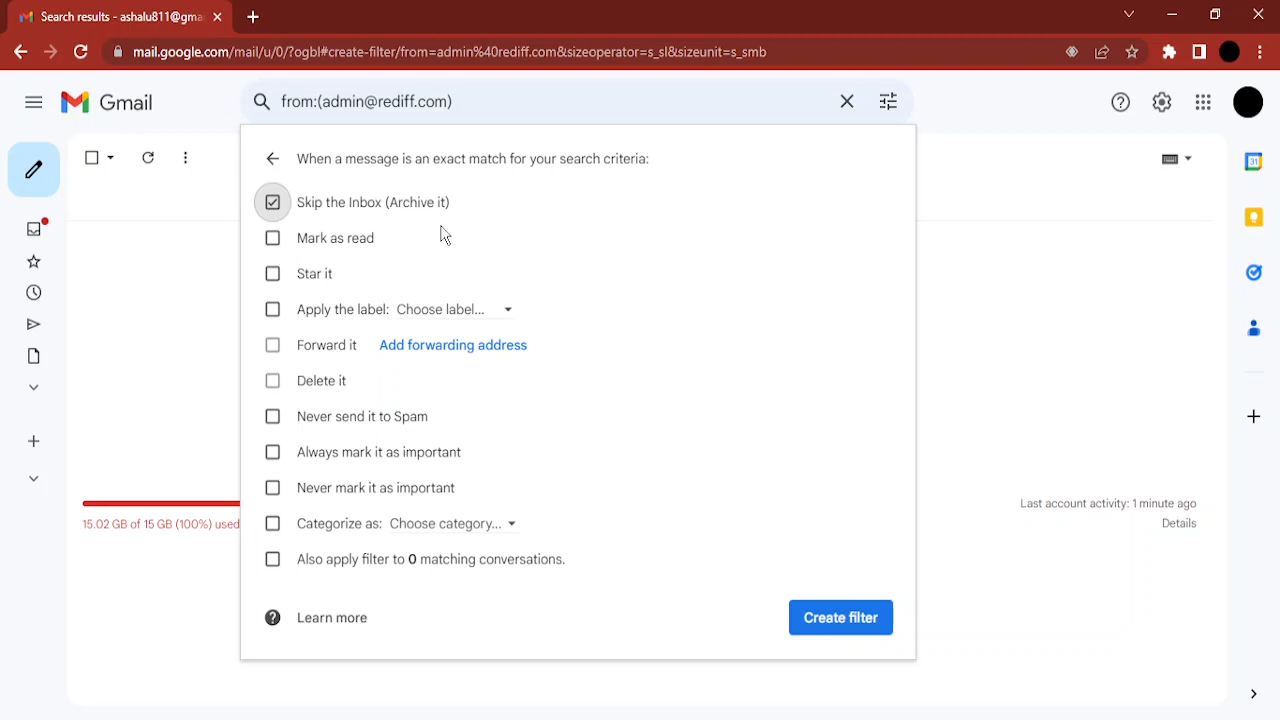 Search results - ashalu811@gma
mail.google.com/mail/u/0/?ogbl#create-filter/from=admin%40rediff.com&sizeoperator=s_sl&sizeunit=s_smb
Gmail
from:(admin@rediff.com)
When a message is an exact match for your search criteria:
Skip the Inbox (Archive it)
Mark as read
Star it
Apply the label: Choose label...
Forward it Add forwarding address
Delete it
Never send it to Spam
Always mark it as important
Never mark it as important
Categorize as: Choose category...
Also apply filter to 0 matching conversations.
Learn more
Create filter
15.02 GB of 15 GB (100%) used
Last account activity: 1 minute ago
Details
31